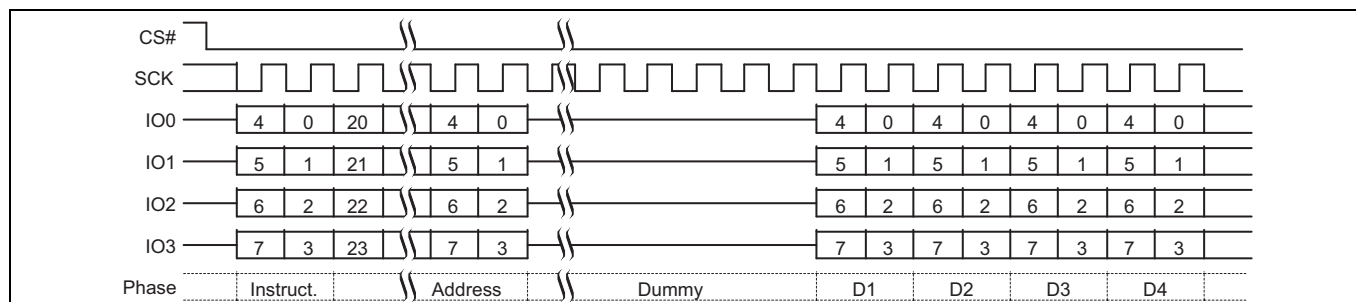 CS#
SCK
IO0 4 0 20 4 0 4 0 4 0 4 0 4 0
IO1 5 1 21 5 1 5 1 5 1 5 1 5 1
IO2 6 2 22 6 2 6 2 6 2 6 2 6 2
IO3 7 3 23 7 3 7 3 7 3 7 3 7 3
Phase Instruct. Address Dummy D1 D2 D3 D4